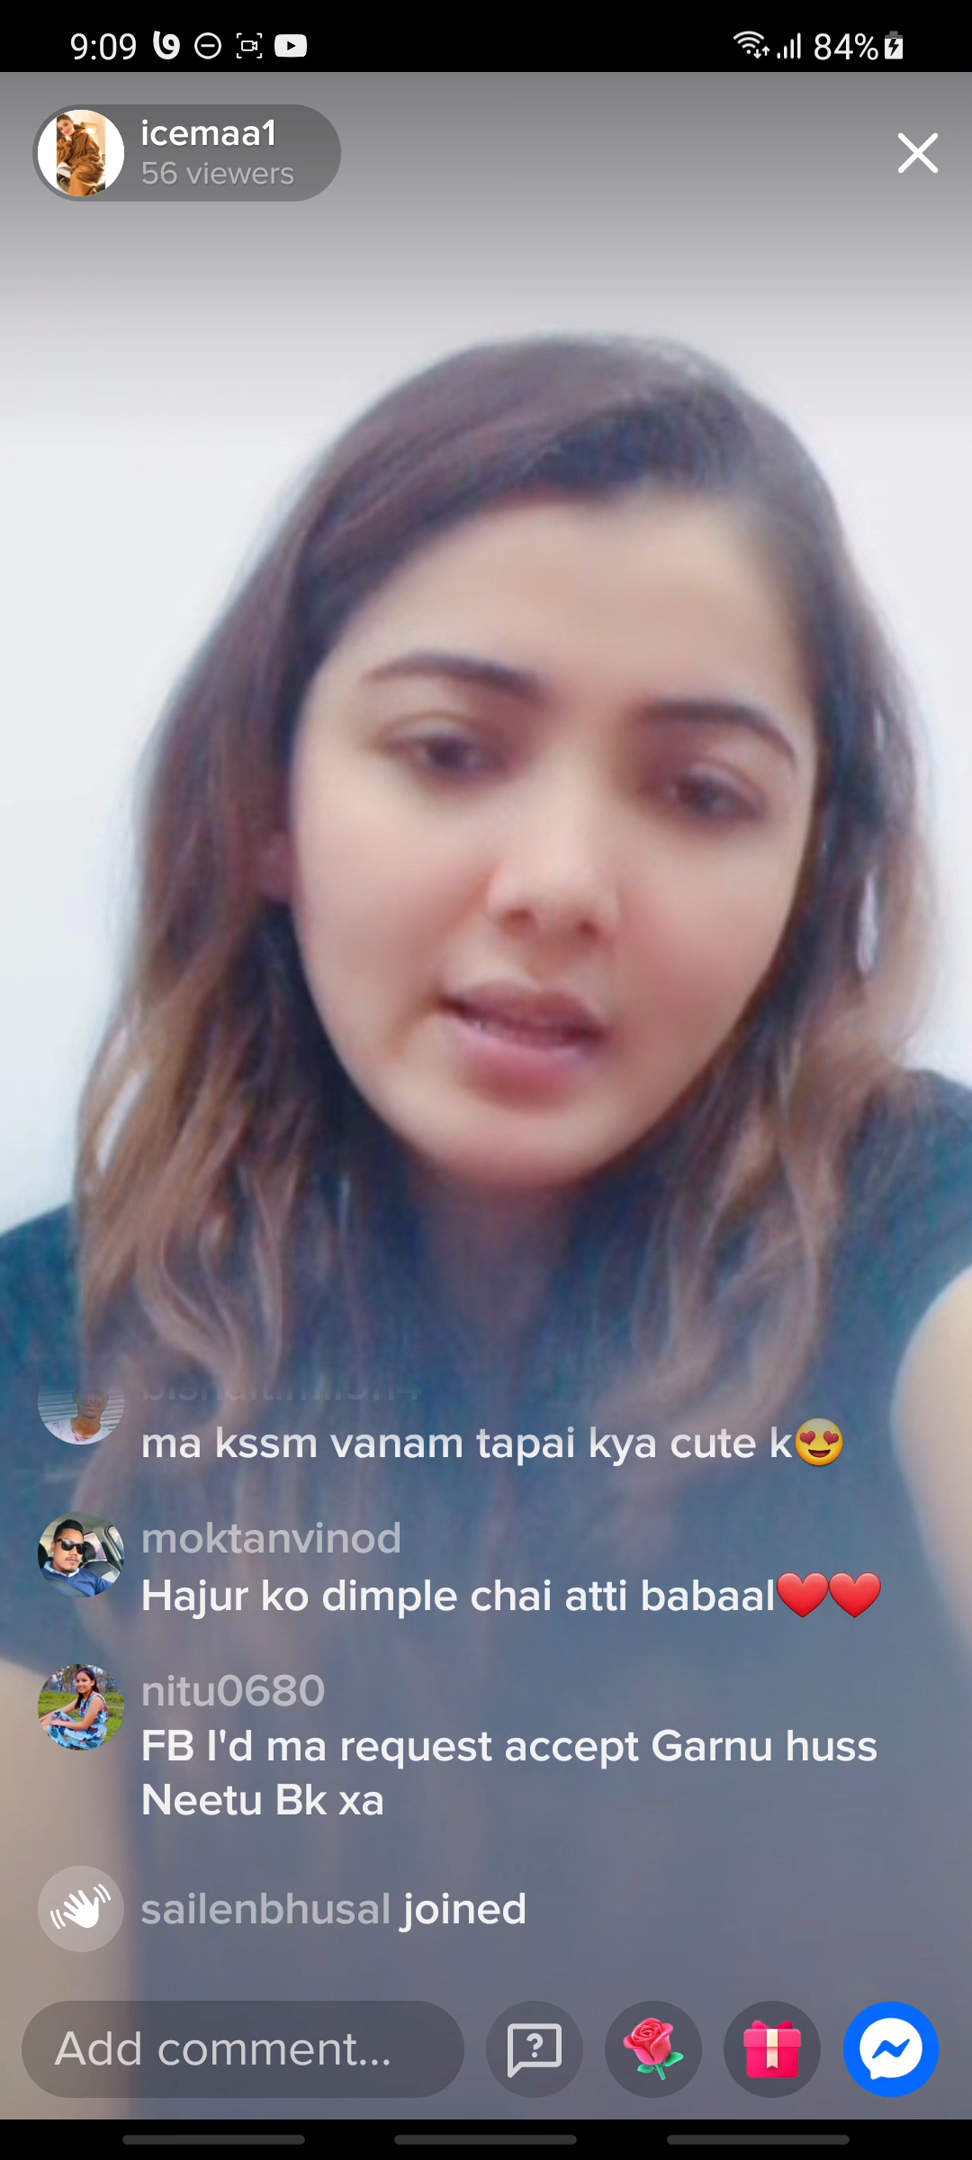 9:09
84%
icemaa1
56 viewers
ma kssm vanam tapai kya cute k😍
moktanvinod
Hajur ko dimple chai atti babaal❤️❤️
nitu0680
FB I'd ma request accept Garnu huss
Neetu Bk xa
sailenbhusal joined
Add comment...